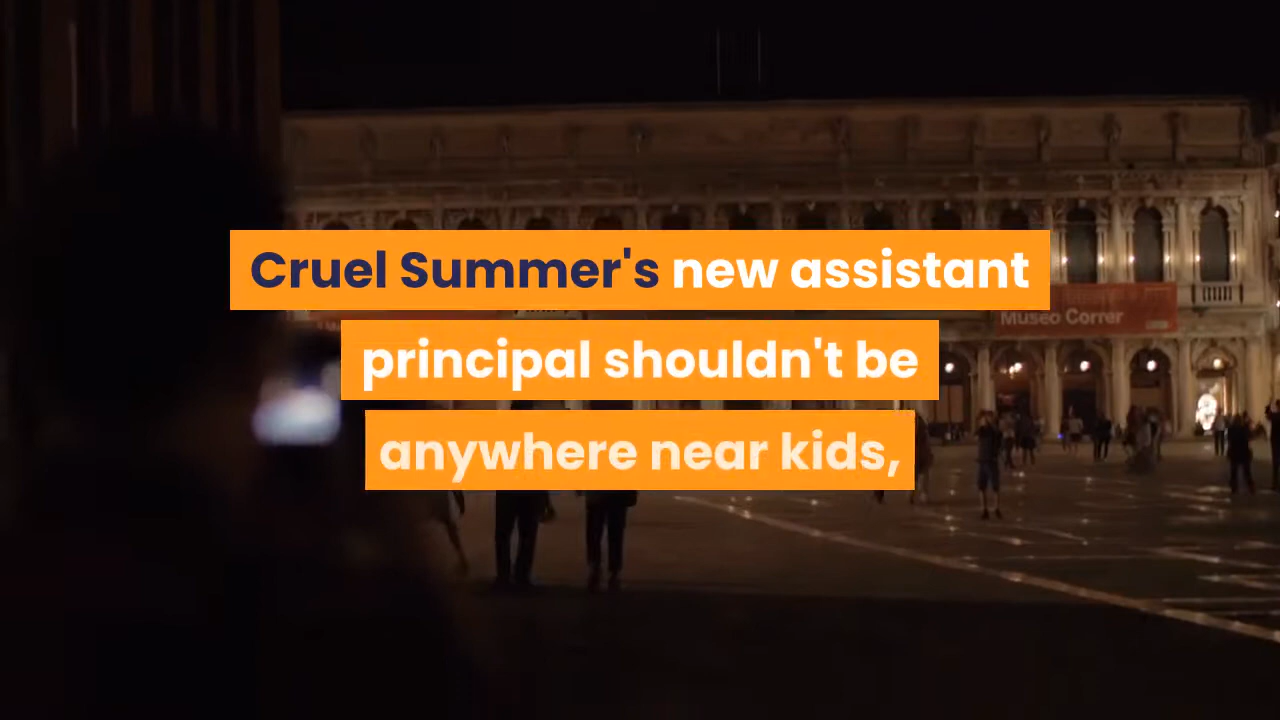 Cruel Summer's new assistant
principal shouldn't be
anywhere near kids,
Museo Correr